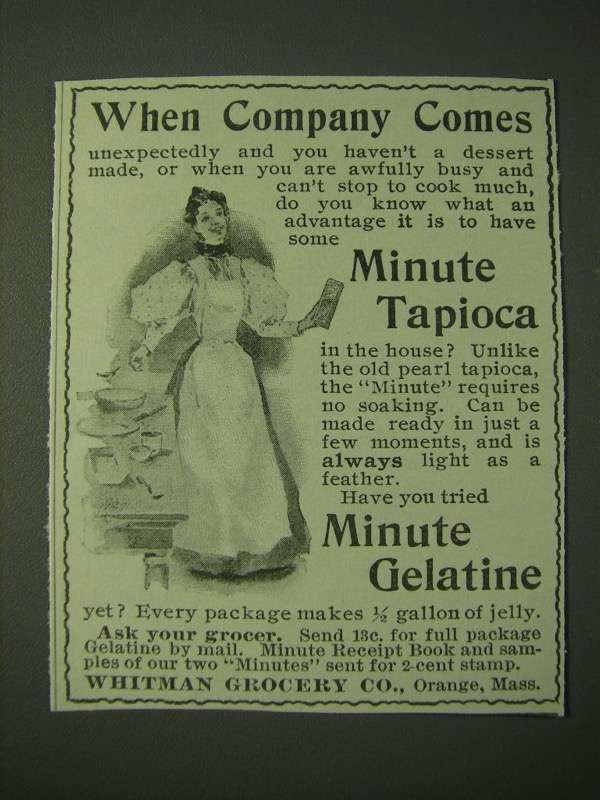 When Company Comes
unexpectedly and you haven't a dessert
made, or when you are awfully busy and
can't stop to cook much,
do you know what an
advantage it is to have
some
Minute
Tapioca
in the house? Unlike
the old pearl tapioca,
the "Minute" requires
no soaking. Can be
made ready in just a
few moments, and is
always light as a
feather.
Have you tried
Minute
Gelatine
yet? Every package makes ½ gallon of jelly.
Ask your grocer. Send 13c. for full package
Gelatine by mail. Minute Receipt Book and sam-
ples of our two "Minutes" sent for 2-cent stamp.
WHITMAN GROCERY CO., Orange, Mass.